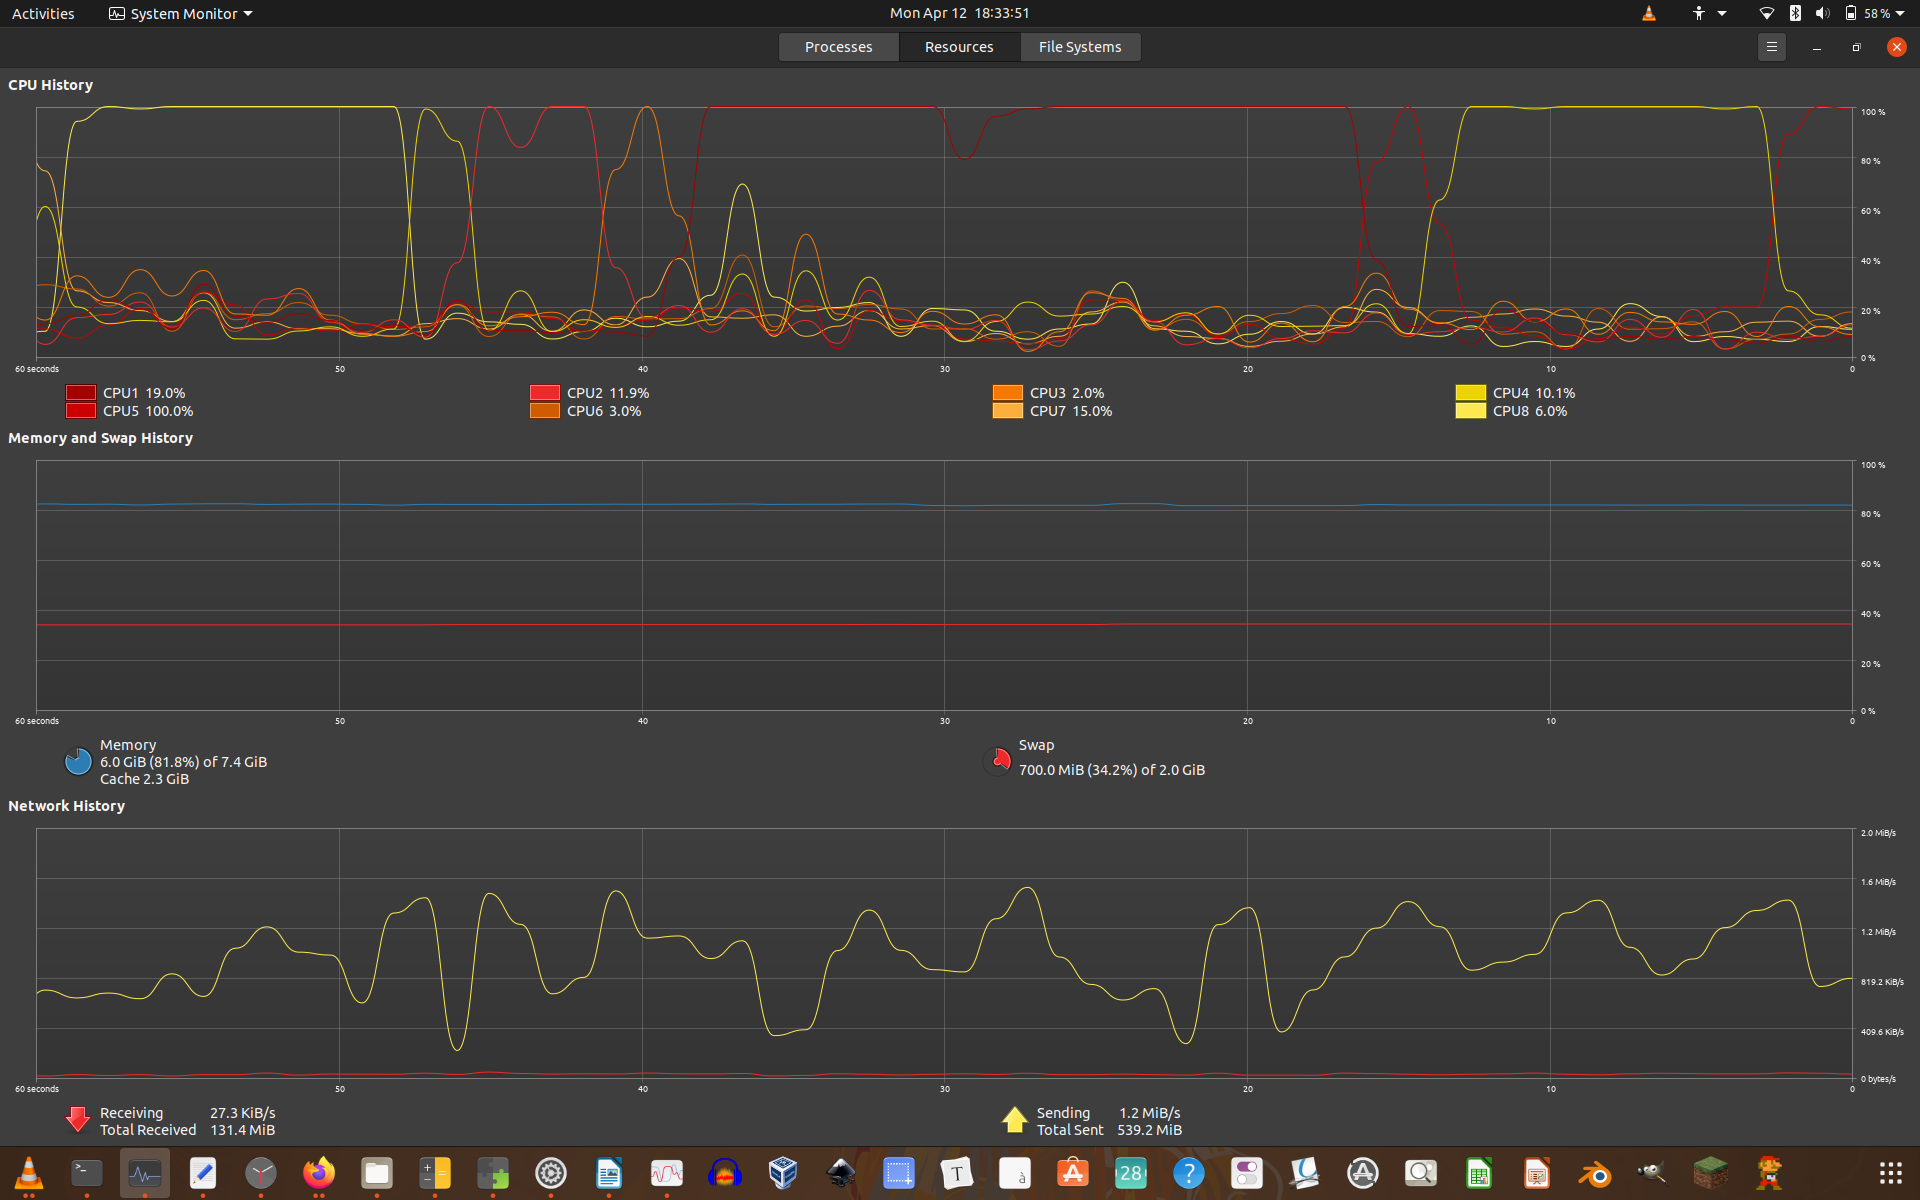 Activities System Monitor Mon Apr 12 18:33:51 58 %
Processes Resources File Systems
CPU History
100 %
80 %
60 %
40 %
20 %
0 %
60 seconds 50 40 30 20 10 0
CPU1 19.0% CPU2 11.9% CPU3 2.0% CPU4 10.1%
CPU5 100.0% CPU6 3.0% CPU7 15.0% CPU8 6.0%
Memory and Swap History
100 %
80 %
60 %
40 %
20 %
0 %
60 seconds 50 40 30 20 10 0
Memory Swap
6.0 GiB (81.8%) of 7.4 GiB 700.0 MiB (34.2%) of 2.0 GiB
Cache 2.3 GiB
Network History
2.0 MiB/s
1.6 MiB/s
1.2 MiB/s
819.2 KiB/s
409.6 KiB/s
0 bytes/s
60 seconds 50 40 30 20 10 0
Receiving 27.3 KiB/s Sending 1.2 MiB/s
Total Received 131.4 MiB Total Sent 539.2 MiB
>_ T à A 28 ?